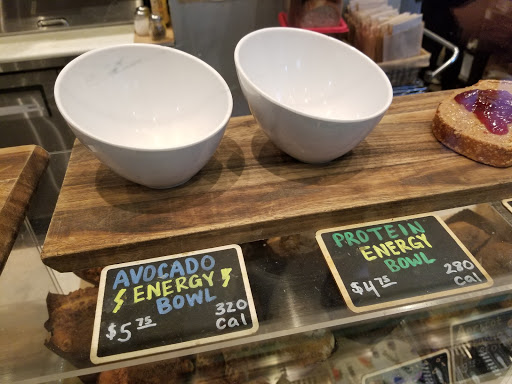 AVOCADO
ENERGY
BOWL
$5.75
320
cal
PROTEIN
ENERGY
BOWL
$4.75
280
cal